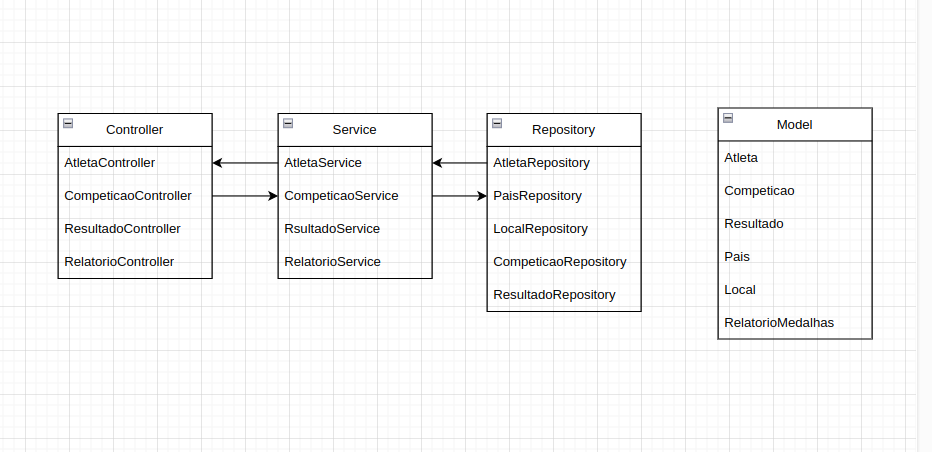 Controller
AtletaController
CompeticaoController
ResultadoController
RelatorioController
Service
AtletaService
CompeticaoService
RsultadoService
RelatorioService
Repository
AtletaRepository
PaisRepository
LocalRepository
CompeticaoRepository
ResultadoRepository
Model
Atleta
Competicao
Resultado
Pais
Local
RelatorioMedalhas